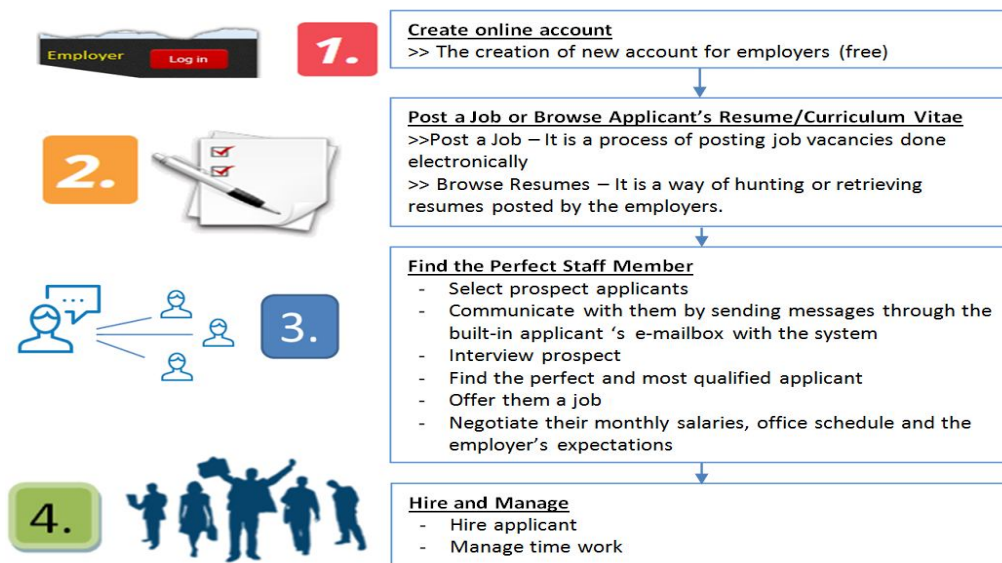 Employer
Log in
1.
Create online account
>> The creation of new account for employers (free)
2.
Post a Job or Browse Applicant’s Resume/Curriculum Vitae
>>Post a Job – It is a process of posting job vacancies done
electronically
>> Browse Resumes – It is a way of hunting or retrieving
resumes posted by the employers.
3.
Find the Perfect Staff Member
- Select prospect applicants
- Communicate with them by sending messages through the
built-in applicant ‘s e-mailbox with the system
- Interview prospect
- Find the perfect and most qualified applicant
- Offer them a job
- Negotiate their monthly salaries, office schedule and the
employer’s expectations
4.
Hire and Manage
- Hire applicant
- Manage time work